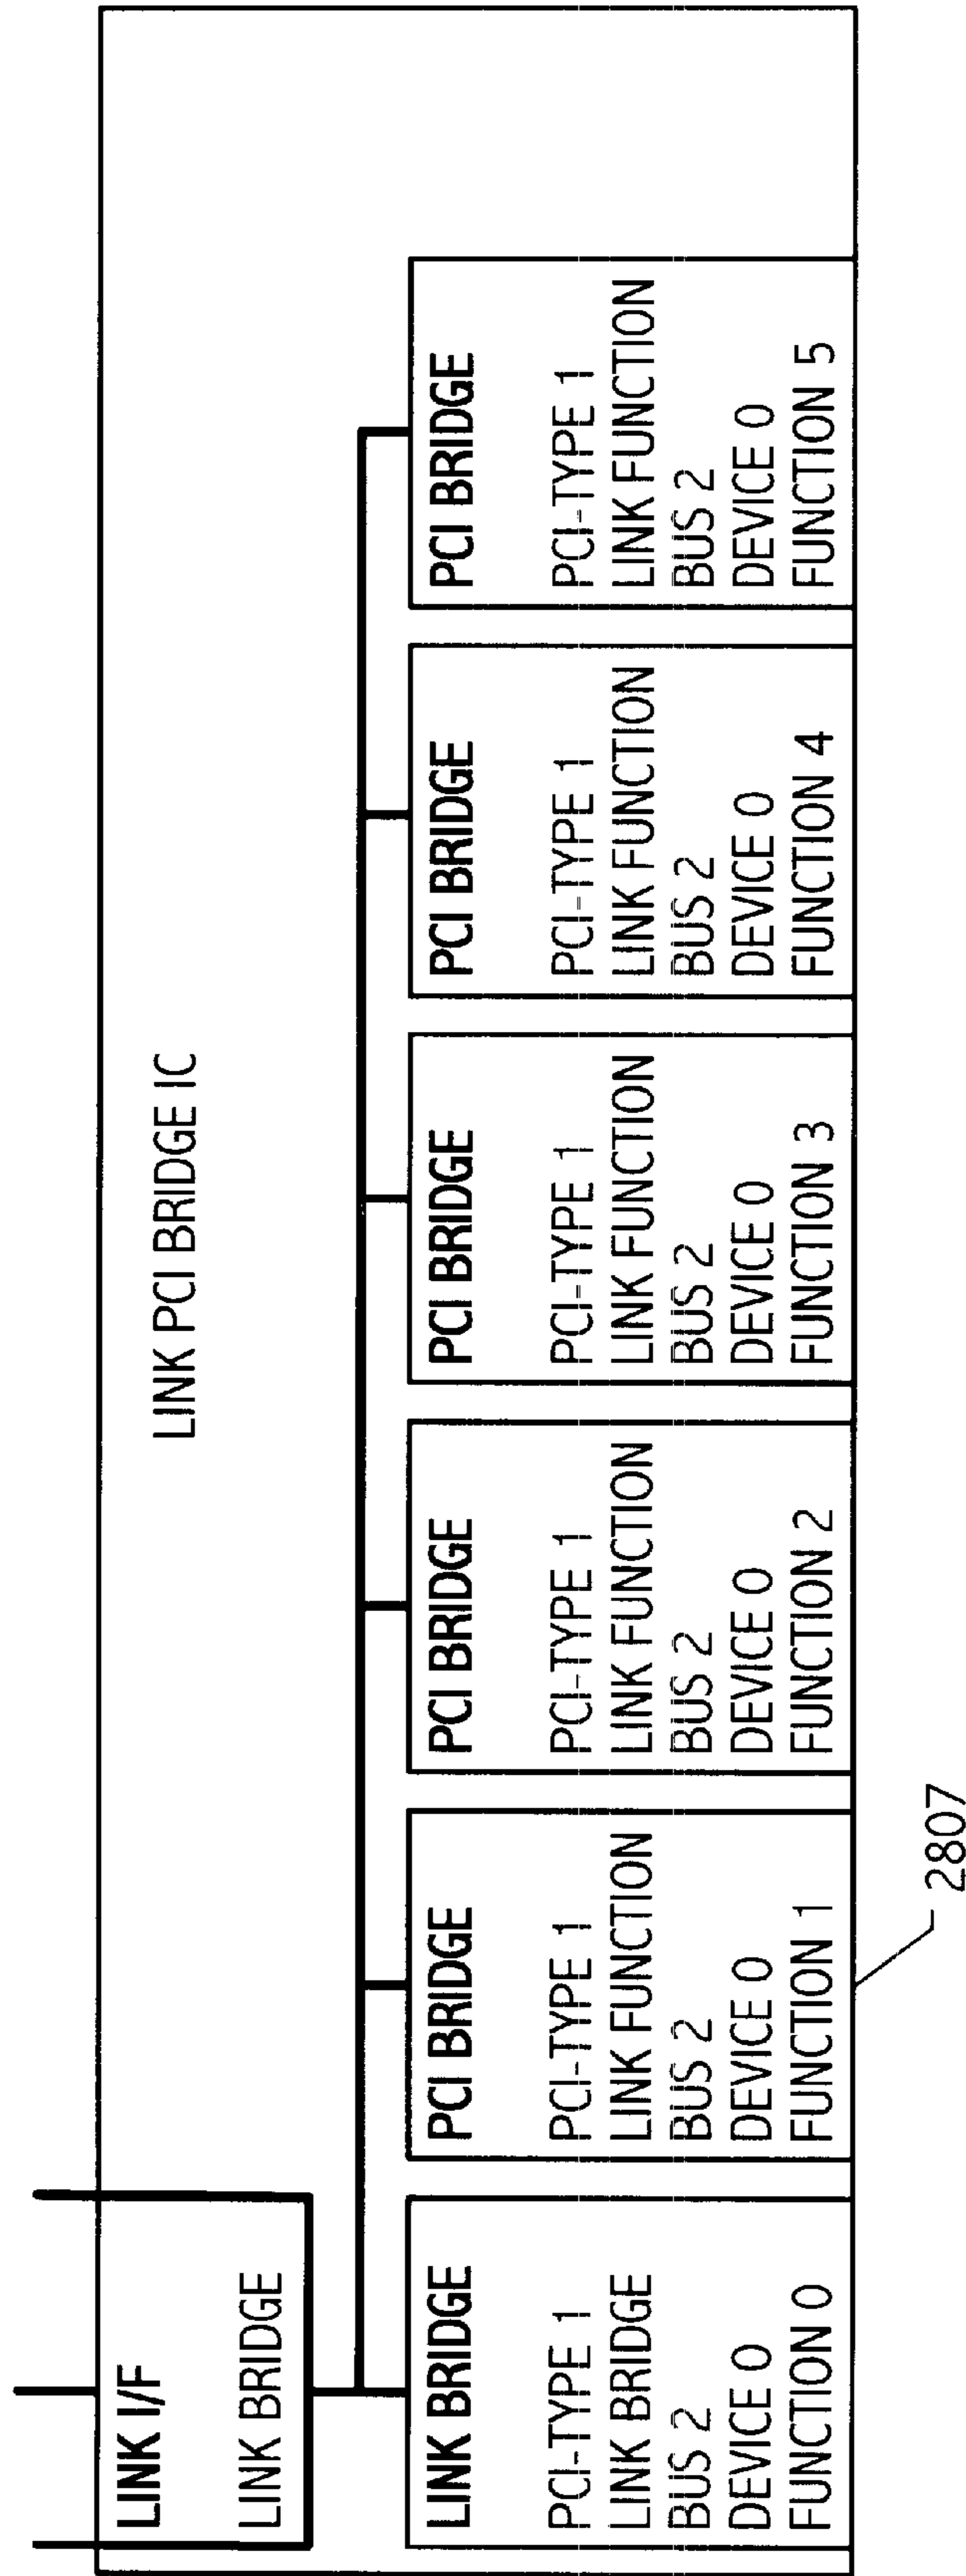 LINK PCI BRIDGE IC
LINK I/F
LINK BRIDGE
LINK BRIDGE
PCI-TYPE 1
LINK BRIDGE
BUS 2
DEVICE 0
FUNCTION 0
PCI BRIDGE
PCI-TYPE 1
LINK FUNCTION
BUS 2
DEVICE 0
FUNCTION 1
PCI BRIDGE
PCI-TYPE 1
LINK FUNCTION
BUS 2
DEVICE 0
FUNCTION 2
PCI BRIDGE
PCI-TYPE 1
LINK FUNCTION
BUS 2
DEVICE 0
FUNCTION 3
PCI BRIDGE
PCI-TYPE 1
LINK FUNCTION
BUS 2
DEVICE 0
FUNCTION 4
PCI BRIDGE
PCI-TYPE 1
LINK FUNCTION
BUS 2
DEVICE 0
FUNCTION 5
2807